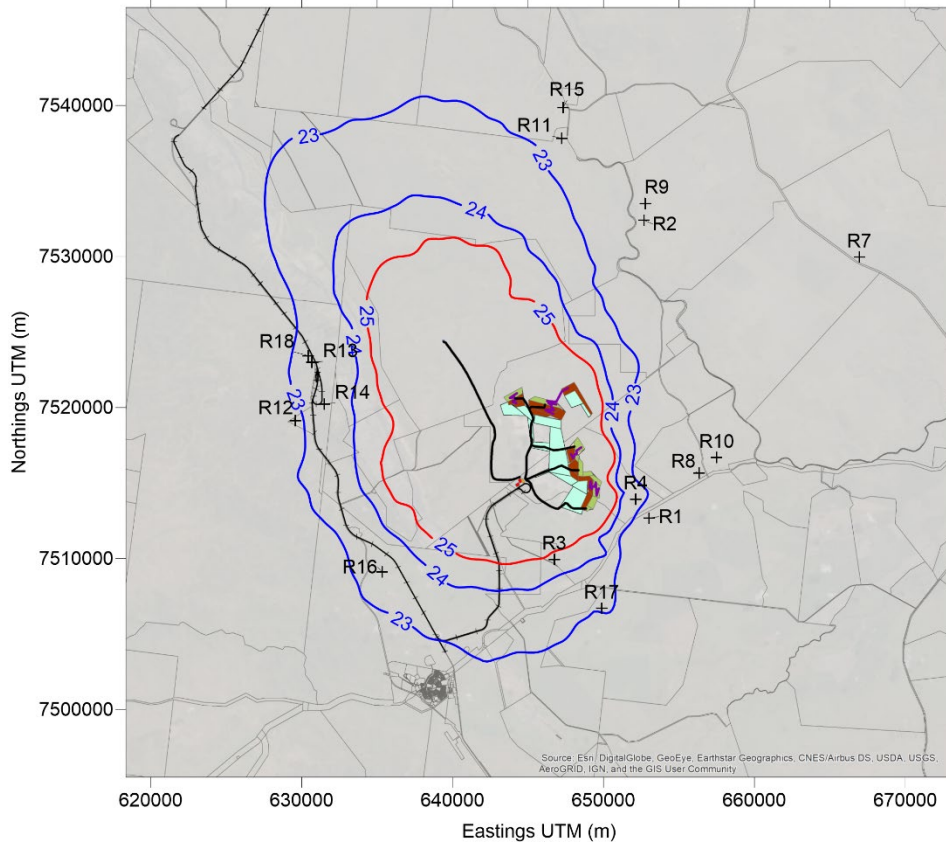 7540000
R15
R11
23
23
R9
24
R2
7530000
R7
Northings UTM (m)
25
25
24
R18
R13
R14
24
23
23
R12
7520000
R10
R8
R4
R1
7510000
25
R3
R16
24
R17
23
7500000
Source: Esri, DigitalGlobe, GeoEye, Earthstar Geographics, CNES/Airbus DS, USDA, USGS,
AeroGRID, IGN, and the GIS User Community
620000 630000 640000 650000 660000 670000
Eastings UTM (m)